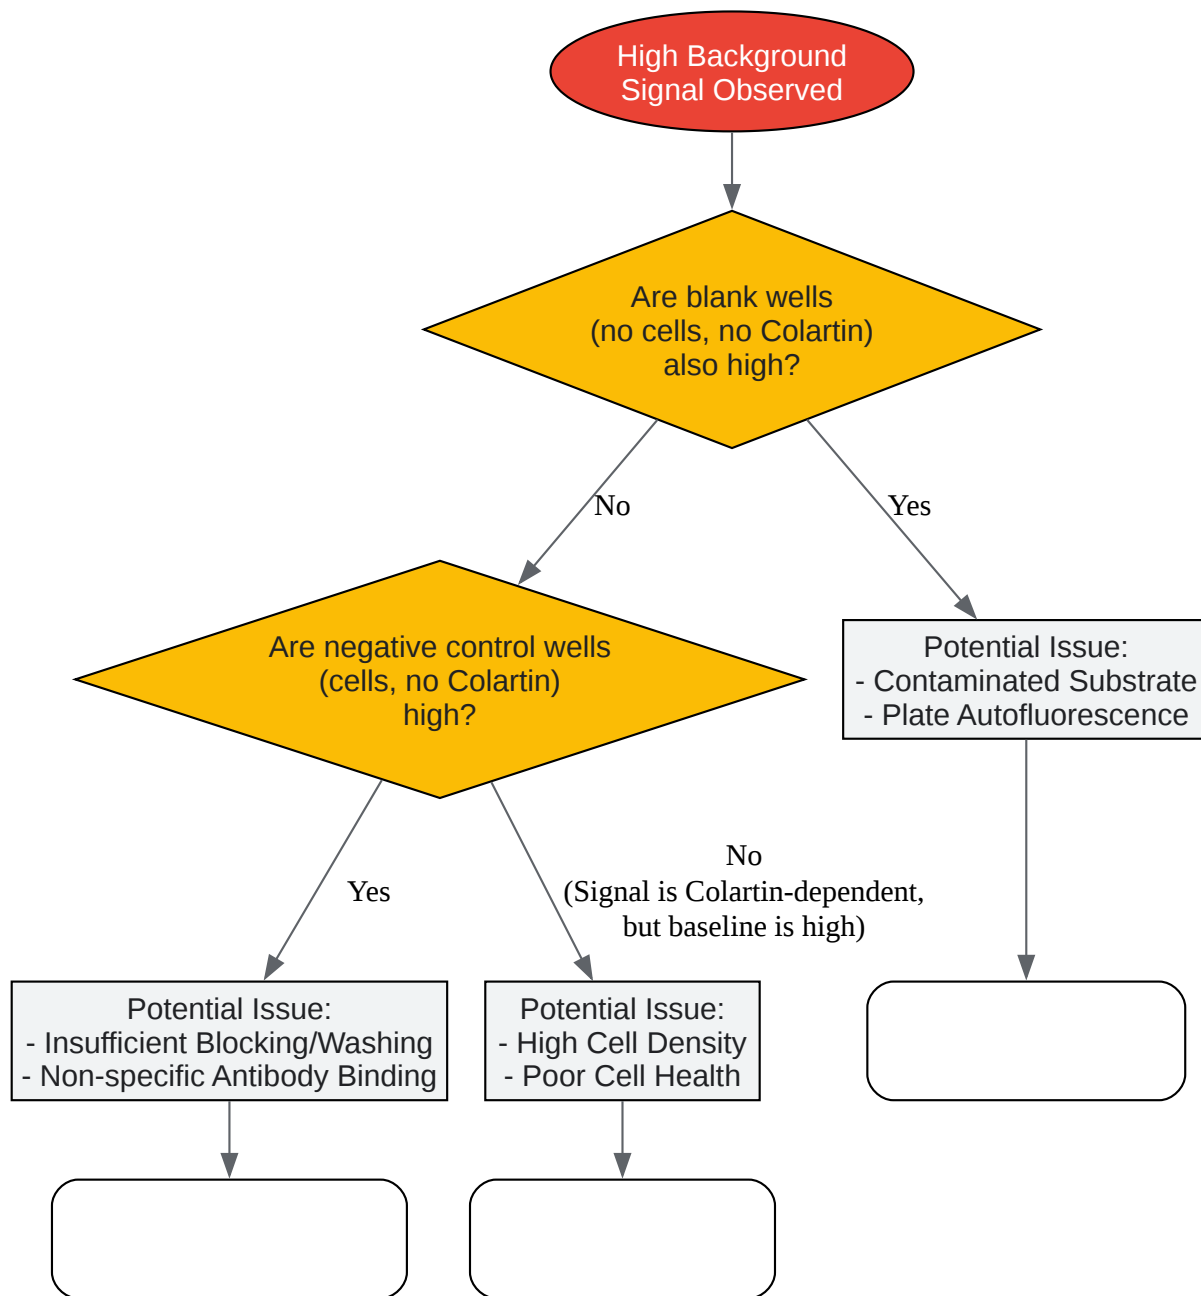 High Background
Signal Observed
Are blank wells
(no cells, no Colartin)
also high?
No
Yes
Are negative control wells
(cells, no Colartin)
high?
Potential Issue:
- Contaminated Substrate
- Plate Autofluorescence
Yes
No
(Signal is Colartin-dependent,
but baseline is high)
Potential Issue:
- Insufficient Blocking/Washing
- Non-specific Antibody Binding
Potential Issue:
- High Cell Density
- Poor Cell Health